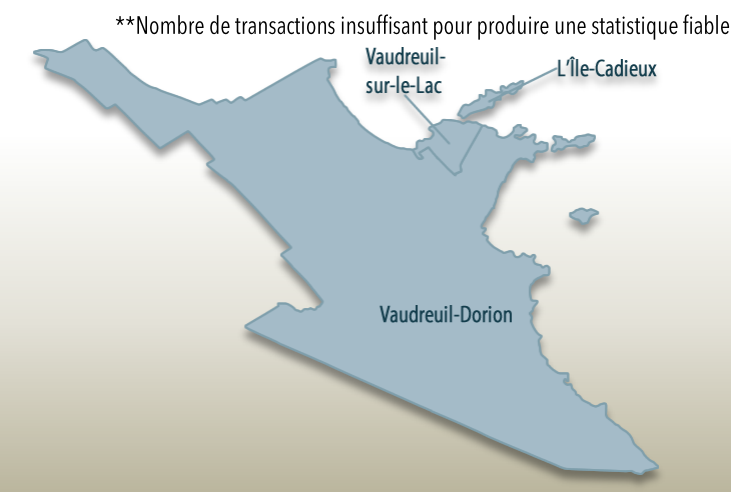 **Nombre de transactions insuffisant pour produire une statistique fiable
Vaudreuil-
sur-le-Lac
L'Île-Cadieux
Vaudreuil-Dorion